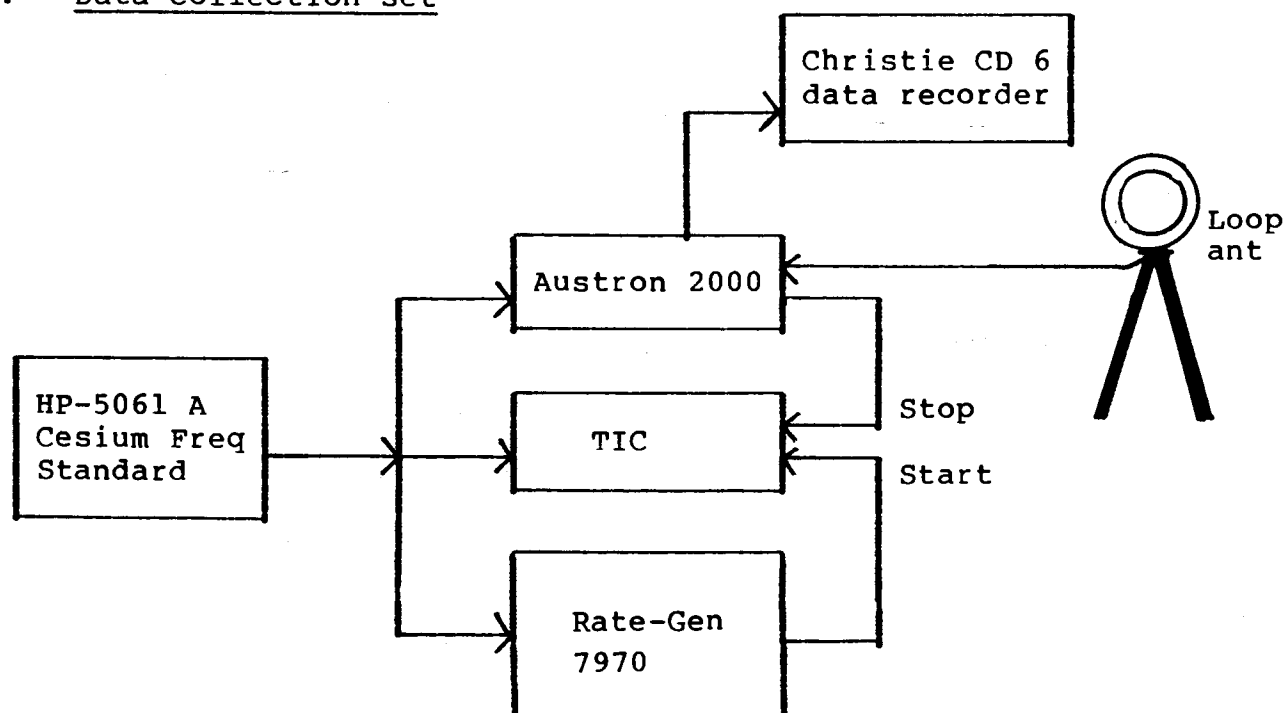 Data Collection Set
Christie CD 6
data recorder
Loop
ant
Austron 2000
HP-5061 A
Cesium Freq
Standard
TIC
Stop
Start
Rate-Gen
7970